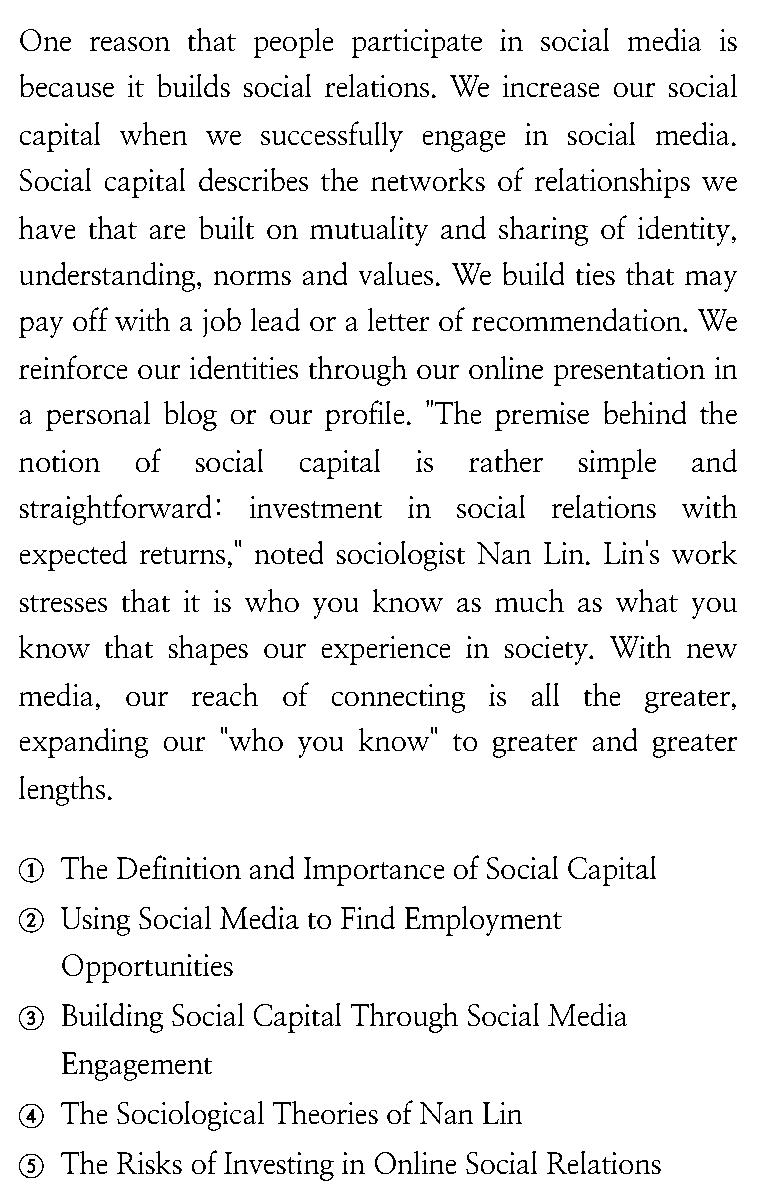 One reason that people participate in social media is
because it builds social relations. We increase our social
capital when we successfully engage in social media.
Social capital describes the networks of relationships we
have that are built on mutuality and sharing of identity,
understanding, norms and values. We build ties that may
pay off with a job lead or a letter of recommendation. We
reinforce our identities through our online presentation in
a personal blog or our profile. "The premise behind the
notion of social capital is rather simple and
straightforward: investment in social relations with
expected returns," noted sociologist Nan Lin. Lin's work
stresses that it is who you know as much as what you
know that shapes our experience in society. With new
media, our reach of connecting is all the greater,
expanding our "who you know" to greater and greater
lengths.
① The Definition and Importance of Social Capital
② Using Social Media to Find Employment
Opportunities
③ Building Social Capital Through Social Media
Engagement
④ The Sociological Theories of Nan Lin
⑤ The Risks of Investing in Online Social Relations